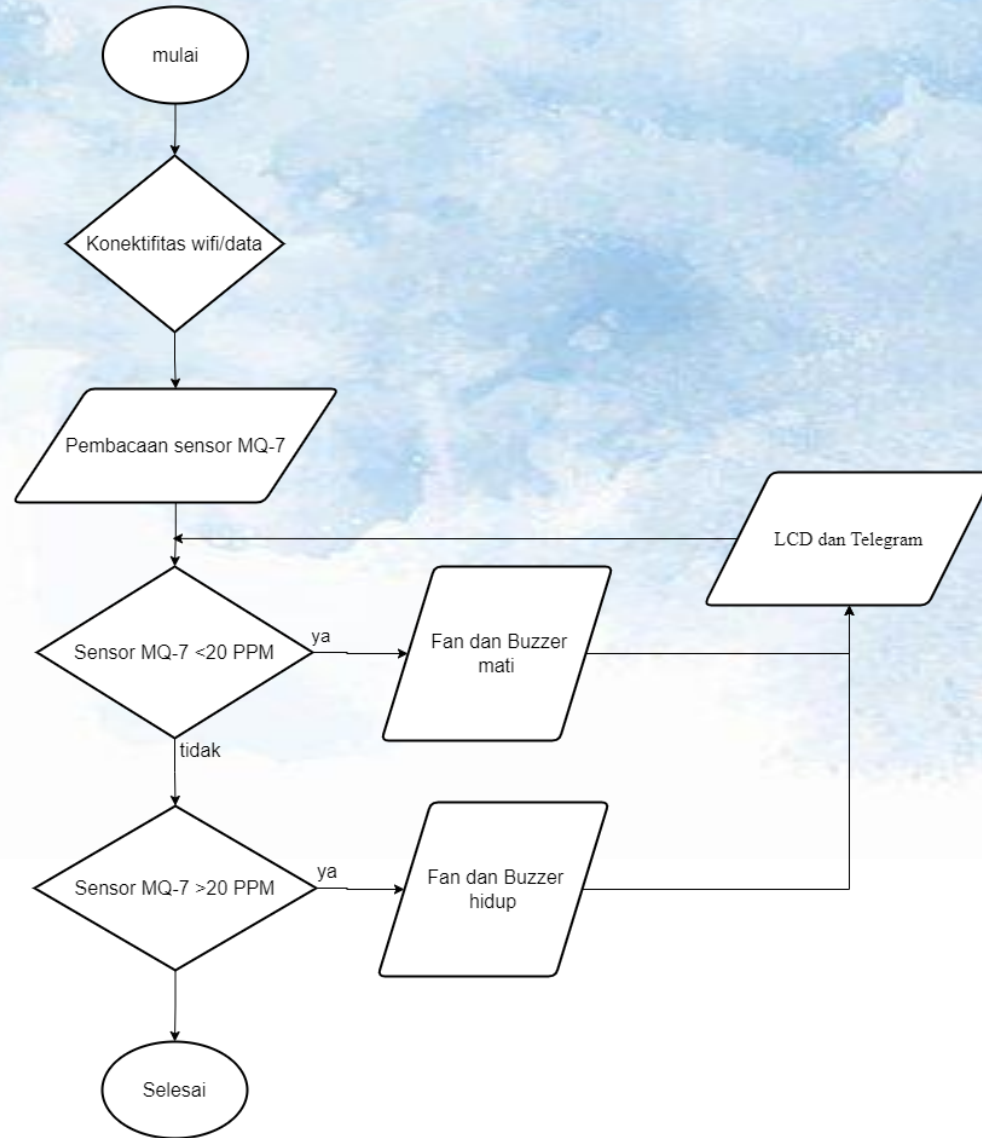 mulai
Konektifitas wifi/data
Pembacaan sensor MQ-7
LCD dan Telegram
Sensor MQ-7 <20 PPM
ya
Fan dan Buzzer
mati
tidak
Sensor MQ-7 >20 PPM
ya
Fan dan Buzzer
hidup
Selesai